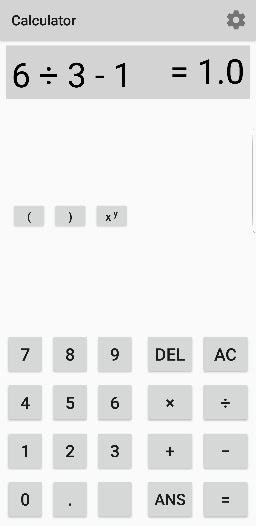 Calculator
6 ÷ 3 - 1 = 1.0
( ) xʸ
7 8 9 DEL AC
4 5 6 × ÷
1 2 3 + −
0 . ANS =